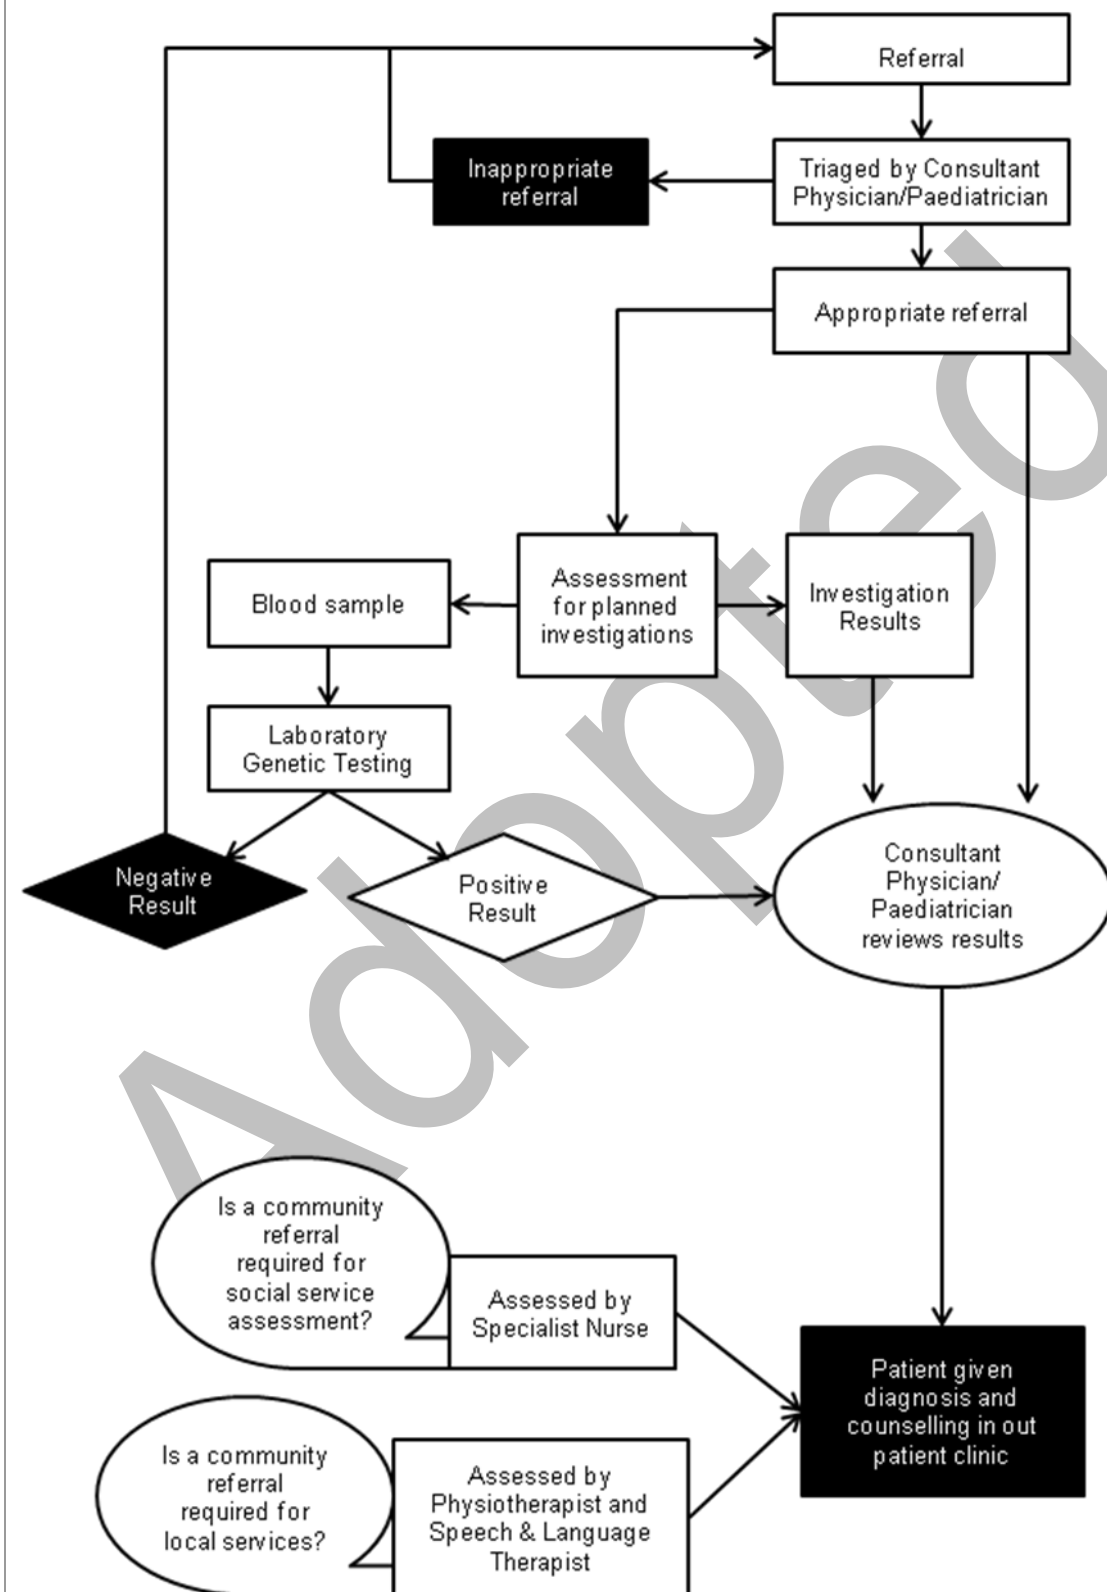 Referral
Inappropriate
referral
Triaged by Consultant
Physician/Paediatrician
Appropriate referral
Blood sample
Assessment
for planned
investigations
Investigation
Results
Laboratory
Genetic Testing
Negative
Result
Positive
Result
Consultant
Physician/
Paediatrician
reviews results
Adopted
Is a community
referral
required for
social service
assessment?
Assessed by
Specialist Nurse
Patient given
diagnosis and
counselling in out
patient clinic
Is a community
referral
required for
local services?
Assessed by
Physiotherapist and
Speech & Language
Therapist